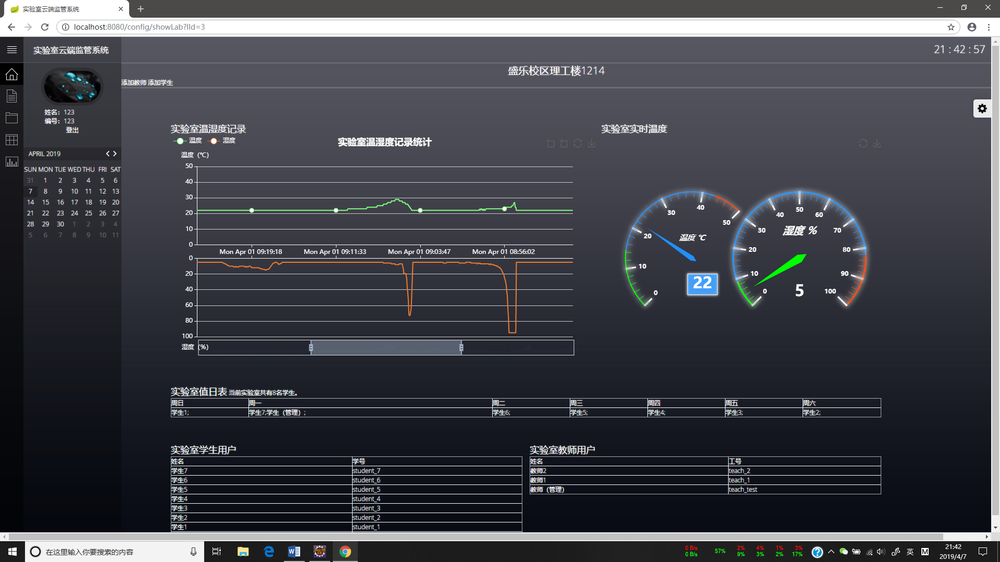 实验室云端监管系统
localhost:8080/config/showLab?lId=3
实验室云端监管系统
21 : 42 : 57
盛乐校区理工楼1214
添加教师 添加学生
姓名：123
编号：123
登出
APRIL 2019
SUN MON TUE WED THU FRI SAT
31 1 2 3 4 5 6
7 8 9 10 11 12 13
14 15 16 17 18 19 20
21 22 23 24 25 26 27
28 29 30 1 2 3 4
5 6 7 8 9 10 11
实验室温湿度记录
温度 湿度
实验室温湿度记录统计
温度（℃）
50
40
30
20
10
0
Mon Apr 01 09:19:18 Mon Apr 01 09:11:33 Mon Apr 01 09:03:47 Mon Apr 01 08:56:02
0
20
40
60
80
100
湿度（%）
实验室实时温度
0 10 20 30 40 50
温度 ℃
22
0 10 20 30 40 50 60 70 80 90 100
湿度 %
5
实验室值日表 当前实验室共有8名学生。
周日 周一 周二 周三 周四 周五 周六
学生1; 学生7;学生（管理）; 学生6; 学生5; 学生4; 学生3; 学生2;
实验室学生用户
姓名 学号
学生7 student_7
学生6 student_6
学生5 student_5
学生4 student_4
学生3 student_3
学生2 student_2
学生1 student_1
实验室教师用户
姓名 工号
教师2 teach_2
教师1 teach_1
教师（管理） teach_test
在这里输入你要搜索的内容
0 B/s 57% 2% 4% 1% 3%
0 B/s 9% 3% 2% 17%
英
M
21:42
2019/4/7